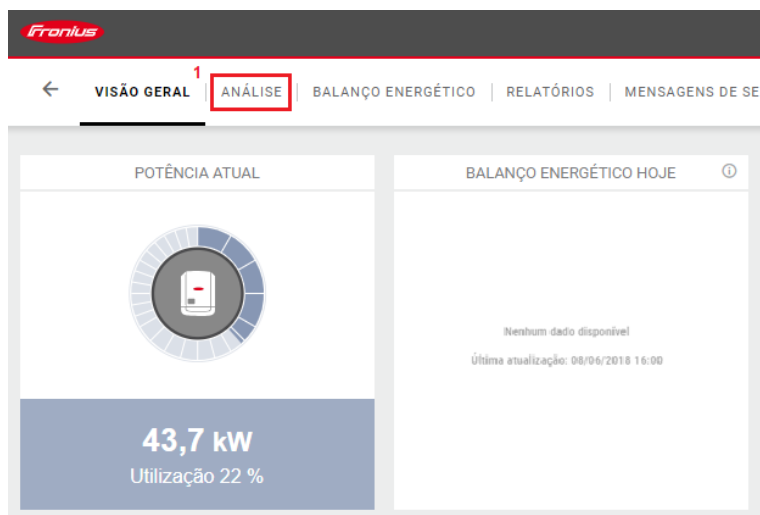 Fronius
1
VISÃO GERAL | ANÁLISE | BALANÇO ENERGÉTICO | RELATÓRIOS | MENSAGENS DE SE
POTÊNCIA ATUAL
BALANÇO ENERGÉTICO HOJE
Nenhum dado disponível
Última atualização: 08/06/2018 16:00
43,7 kW
Utilização 22 %